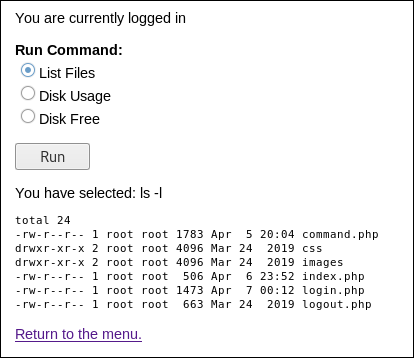 You are currently logged in
Run Command:
List Files
Disk Usage
Disk Free
Run
You have selected: ls -l
total 24
-rw-r--r-- 1 root root 1783 Apr  5 20:04 command.php
drwxr-xr-x 2 root root 4096 Mar 24  2019 css
drwxr-xr-x 2 root root 4096 Mar 24  2019 images
-rw-r--r-- 1 root root  506 Apr  6 23:52 index.php
-rw-r--r-- 1 root root 1473 Apr  7 00:12 login.php
-rw-r--r-- 1 root root  663 Mar 24  2019 logout.php
Return to the menu.